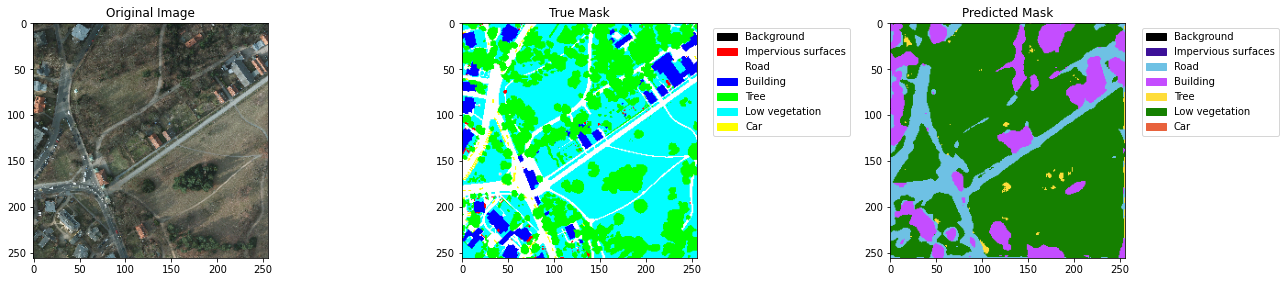 Original Image
0
50
100
150
200
250
0 50 100 150 200 250
True Mask
0
50
100
150
200
250
0 50 100 150 200 250
Background
Impervious surfaces
Road
Building
Tree
Low vegetation
Car
Predicted Mask
0
50
100
150
200
250
0 50 100 150 200 250
Background
Impervious surfaces
Road
Building
Tree
Low vegetation
Car